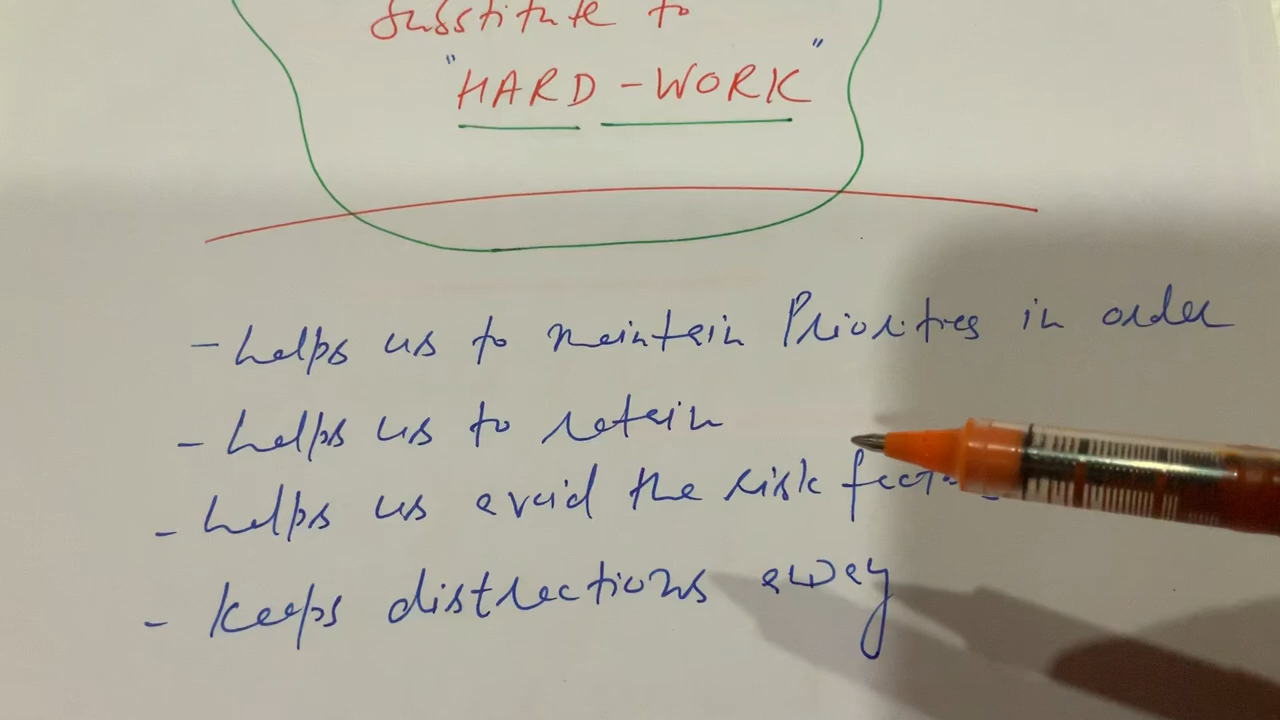 substitute to
"HARD-WORK"
- helps us to maintain Priorities in order
- helps us to retain
- helps us avoid the risk
- keeps distractions away